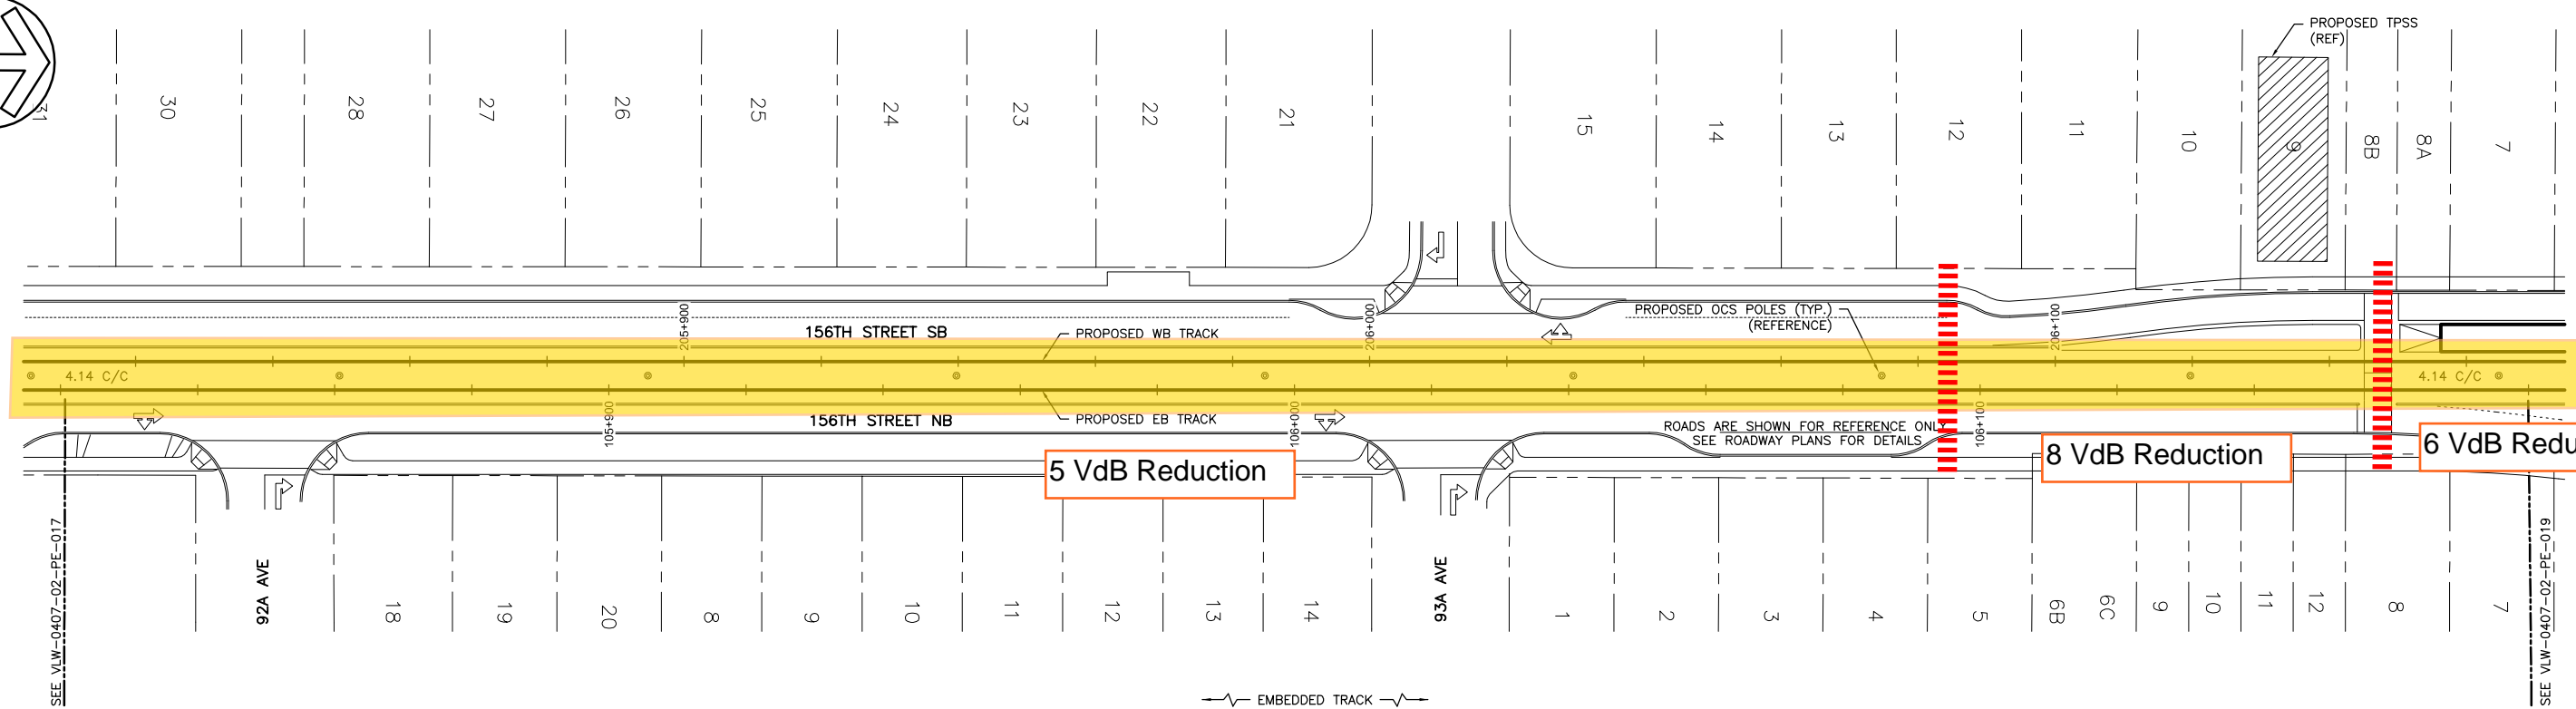 PROPOSED TPSS
(REF)
31
30
28
27
26
25
24
23
22
21
15
14
13
12
11
10
9
8B
8A
7
205+900
206+000
206+100
156TH STREET SB
PROPOSED WB TRACK
PROPOSED OCS POLES (TYP.)
(REFERENCE)
4.14 C/C
4.14 C/C
156TH STREET NB
PROPOSED EB TRACK
105+900
106+000
106+100
ROADS ARE SHOWN FOR REFERENCE ONLY
SEE ROADWAY PLANS FOR DETAILS
5 VdB Reduction
8 VdB Reduction
6 VdB Redu
SEE VLW-0407-02-PE-017
92A AVE
18
19
20
8
9
10
11
12
13
14
93A AVE
1
2
3
4
5
6B
6C
9
10
11
12
8
7
SEE VLW-0407-02-PE-019
EMBEDDED TRACK